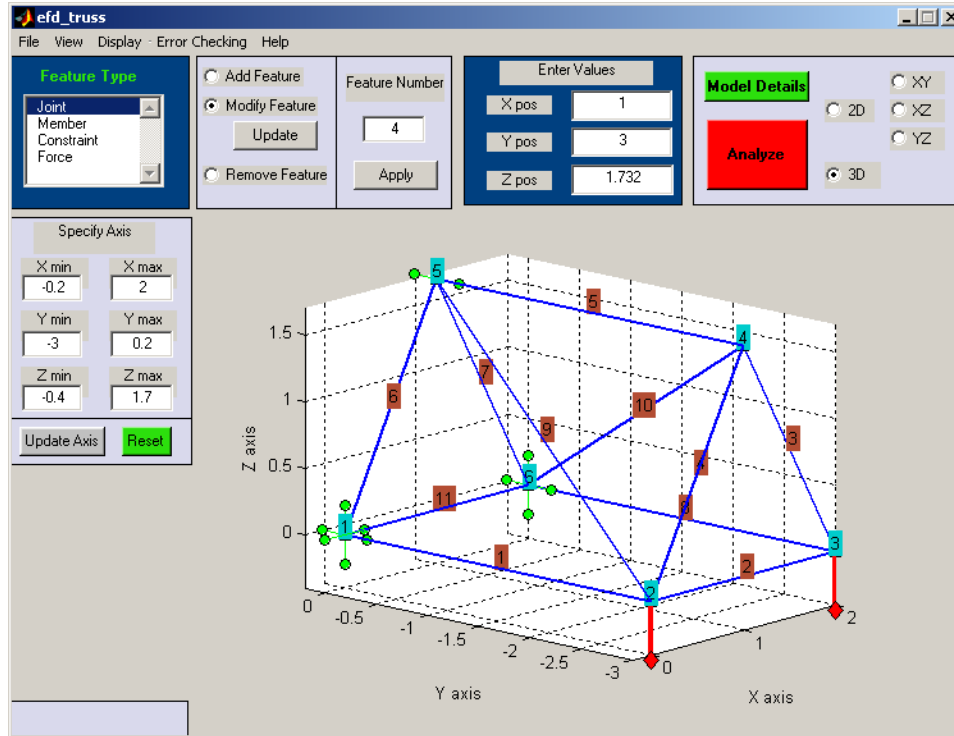 efd_truss
File View Display Error Checking Help
Feature Type
Joint
Member
Constraint
Force
Add Feature
Modify Feature
Update
Remove Feature
Feature Number
4
Apply
Enter Values
X pos 1
Y pos 3
Z pos 1.732
Model Details
Analyze
2D
3D
XY
XZ
YZ
Specify Axis
X min X max
-0.2 2
Y min Y max
-3 0.2
Z min Z max
-0.4 1.7
Update Axis Reset
5
5
4
1.5
7
6
10
1
9
3
Z axis
4
0.5
6
11
8
1
3
0
1
2
2
0
-0.5
-1
-1.5
-2
-2.5
-3
0
1
2
Y axis
X axis